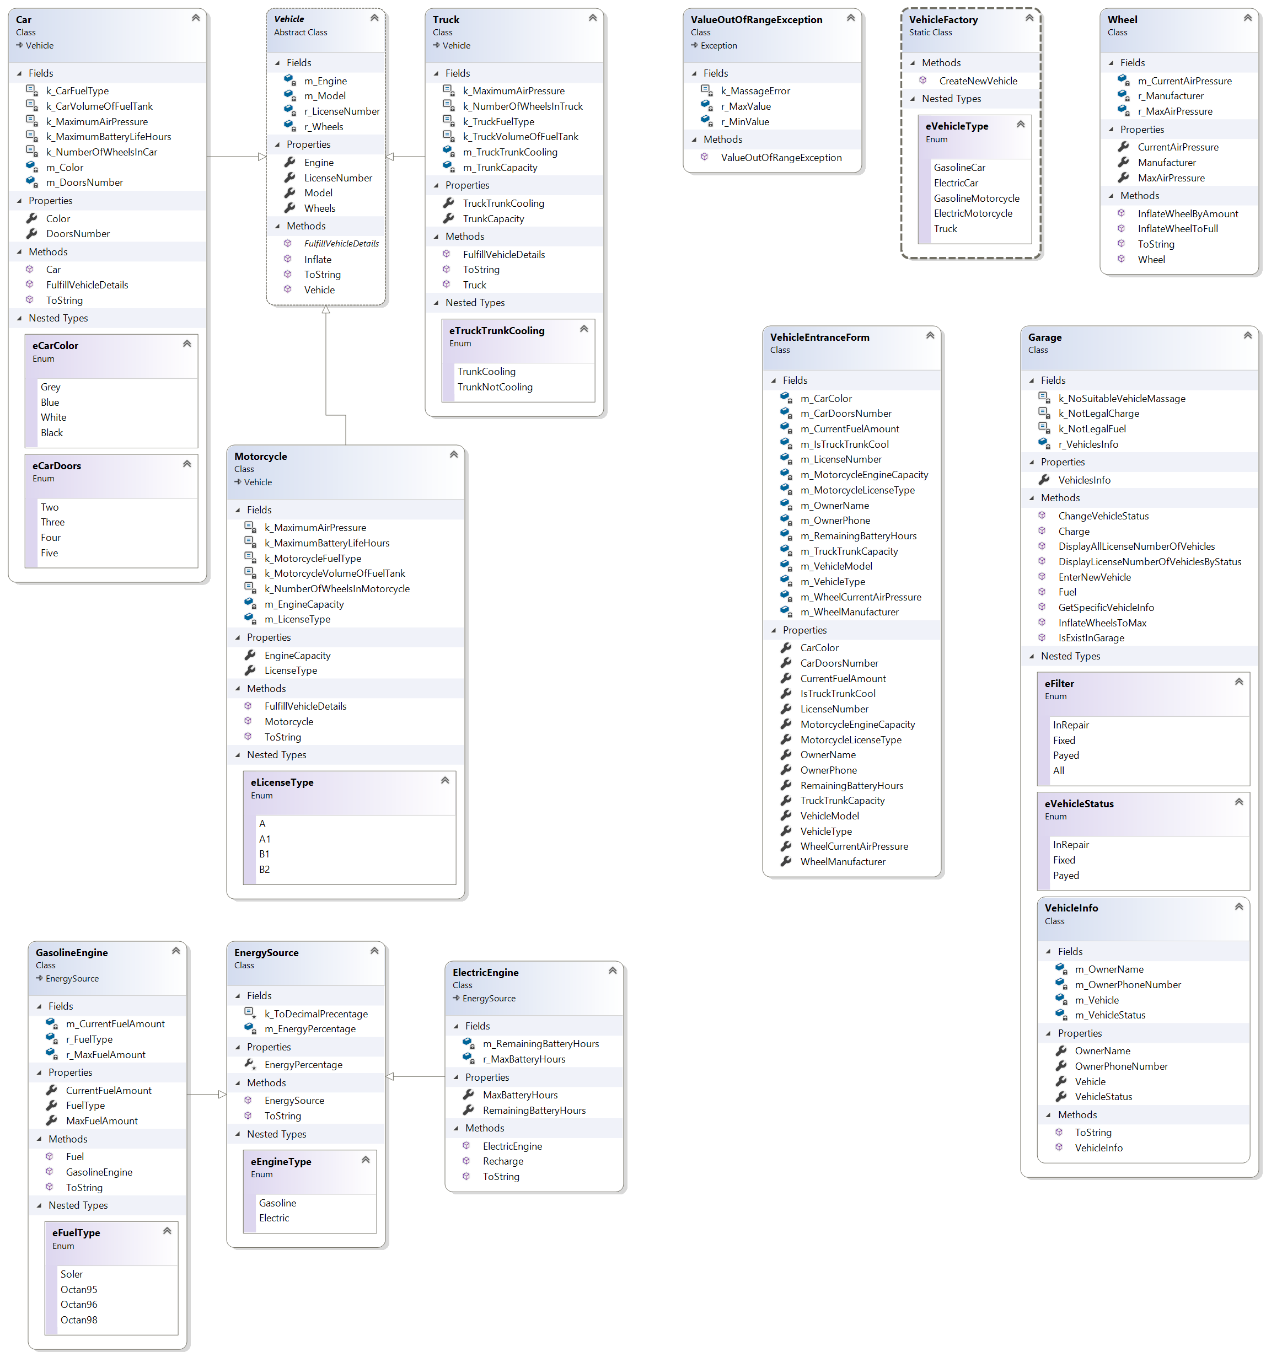 Car
Class
Vehicle
Fields
k_CarFuelType
k_CarVolumeOfFuelTank
k_MaximumAirPressure
k_MaximumBatteryLifeHours
k_NumberOfWheelsInCar
m_Color
m_DoorsNumber
Properties
Color
DoorsNumber
Methods
Car
FulfillVehicleDetails
ToString
Nested Types
eCarColor
Enum
Grey
Blue
White
Black
eCarDoors
Enum
Two
Three
Four
Five
Vehicle
Abstract Class
Fields
m_Engine
m_Model
r_LicenseNumber
r_Wheels
Properties
Engine
LicenseNumber
Model
Wheels
Methods
FulfillVehicleDetails
Inflate
ToString
Vehicle
Truck
Class
Vehicle
Fields
k_MaximumAirPressure
k_NumberOfWheelsInTruck
k_TruckFuelType
k_TruckVolumeOfFuelTank
m_TruckTrunkCooling
m_TrunkCapacity
Properties
TruckTrunkCooling
TrunkCapacity
Methods
FulfillVehicleDetails
ToString
Truck
Nested Types
eTruckTrunkCooling
Enum
TrunkCooling
TrunkNotCooling
ValueOutOfRangeException
Class
Exception
Fields
k_MassageError
r_MaxValue
r_MinValue
Methods
ValueOutOfRangeException
VehicleFactory
Static Class
Methods
CreateNewVehicle
Nested Types
eVehicleType
Enum
GasolineCar
ElectricCar
GasolineMotorcycle
ElectricMotorcycle
Truck
Wheel
Class
Fields
m_CurrentAirPressure
r_Manufacturer
r_MaxAirPressure
Properties
CurrentAirPressure
Manufacturer
MaxAirPressure
Methods
InflateWheelByAmount
InflateWheelToFull
ToString
Wheel
Motorcycle
Class
Vehicle
Fields
k_MaximumAirPressure
k_MaximumBatteryLifeHours
k_MotorcycleFuelType
k_MotorcycleVolumeOfFuelTank
k_NumberOfWheelsInMotorcycle
m_EngineCapacity
m_LicenseType
Properties
EngineCapacity
LicenseType
Methods
FulfillVehicleDetails
Motorcycle
ToString
Nested Types
eLicenseType
Enum
A
A1
B1
B2
VehicleEntranceForm
Class
Fields
m_CarColor
m_CarDoorsNumber
m_CurrentFuelAmount
m_IsTruckTrunkCool
m_LicenseNumber
m_MotorcycleEngineCapacity
m_MotorcycleLicenseType
m_OwnerName
m_OwnerPhone
m_RemainingBatteryHours
m_TruckTrunkCapacity
m_VehicleModel
m_VehicleType
m_WheelCurrentAirPressure
m_WheelManufacturer
Properties
CarColor
CarDoorsNumber
CurrentFuelAmount
IsTruckTrunkCool
LicenseNumber
MotorcycleEngineCapacity
MotorcycleLicenseType
OwnerName
OwnerPhone
RemainingBatteryHours
TruckTrunkCapacity
VehicleModel
VehicleType
WheelCurrentAirPressure
WheelManufacturer
Garage
Class
Fields
k_NoSuitableVehicleMassage
k_NotLegalCharge
k_NotLegalFuel
r_VehiclesInfo
Properties
VehiclesInfo
Methods
ChangeVehicleStatus
Charge
DisplayAllLicenseNumberOfVehicles
DisplayLicenseNumberOfVehiclesByStatus
EnterNewVehicle
Fuel
GetSpecificVehicleInfo
InflateWheelsToMax
IsExistInGarage
Nested Types
eFilter
Enum
InRepair
Fixed
Payed
All
eVehicleStatus
Enum
InRepair
Fixed
Payed
VehicleInfo
Class
Fields
m_OwnerName
m_OwnerPhoneNumber
m_Vehicle
m_VehicleStatus
Properties
OwnerName
OwnerPhoneNumber
Vehicle
VehicleStatus
Methods
ToString
VehicleInfo
GasolineEngine
Class
EnergySource
Fields
m_CurrentFuelAmount
r_FuelType
r_MaxFuelAmount
Properties
CurrentFuelAmount
FuelType
MaxFuelAmount
Methods
Fuel
GasolineEngine
ToString
Nested Types
eFuelType
Enum
Soler
Octan95
Octan96
Octan98
EnergySource
Class
Fields
k_ToDecimalPrecentage
m_EnergyPercentage
Properties
EnergyPercentage
Methods
EnergySource
ToString
Nested Types
eEngineType
Enum
Gasoline
Electric
ElectricEngine
Class
EnergySource
Fields
m_RemainingBatteryHours
r_MaxBatteryHours
Properties
MaxBatteryHours
RemainingBatteryHours
Methods
ElectricEngine
Recharge
ToString